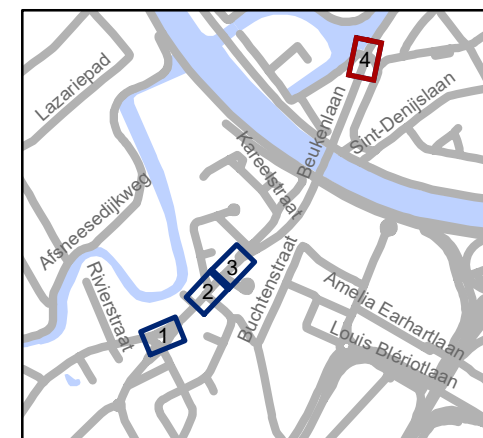 4
Lazariepad
Beukenlaan
Sint-Denijslaan
Kareelstraat
Afsneesedijkweg
Rivierstraat
3
2
Buchtenstraat
1
Amelia Earhartlaan
Louis Blériotlaan